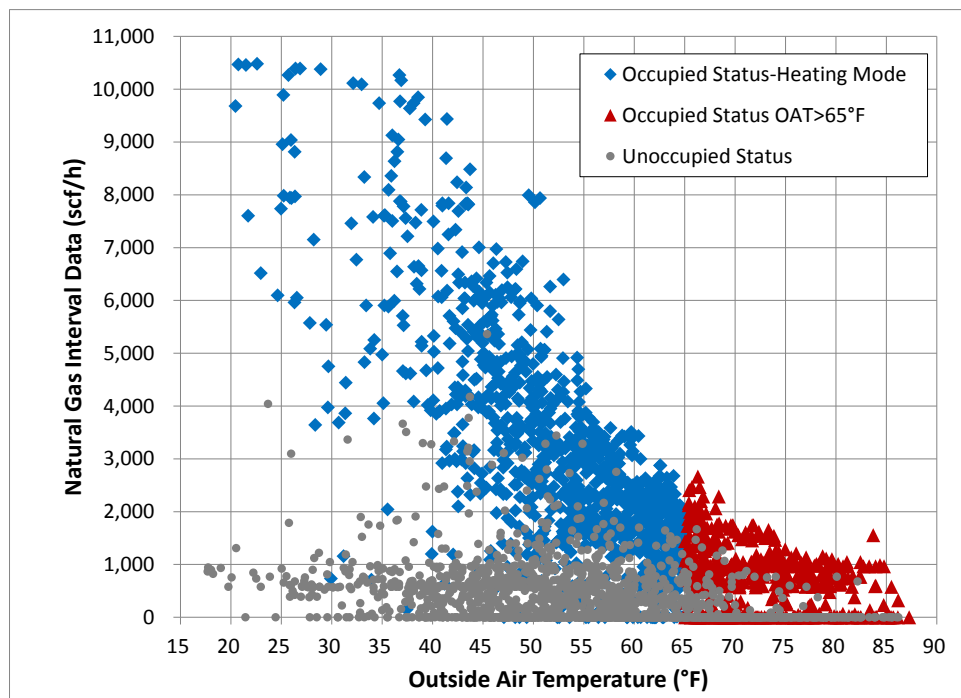 11,000
10,000
9,000
8,000
7,000
6,000
5,000
4,000
3,000
2,000
1,000
0
Natural Gas Interval Data (scf/h)
Occupied Status-Heating Mode
Occupied Status OAT>65°F
Unoccupied Status
15 20 25 30 35 40 45 50 55 60 65 70 75 80 85 90
Outside Air Temperature (°F)